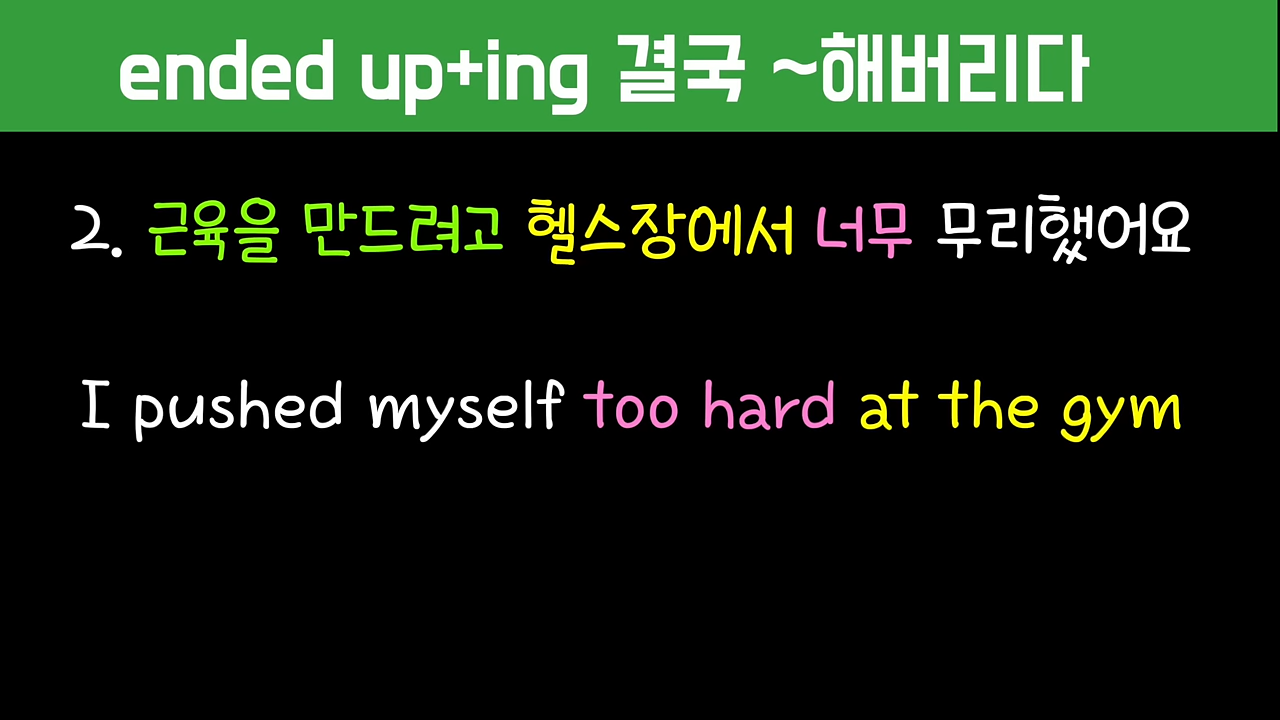 ended up+ing 결국 ~해버리다
2. 근육을 만드려고 헬스장에서 너무 무리했어요
I pushed myself too hard at the gym